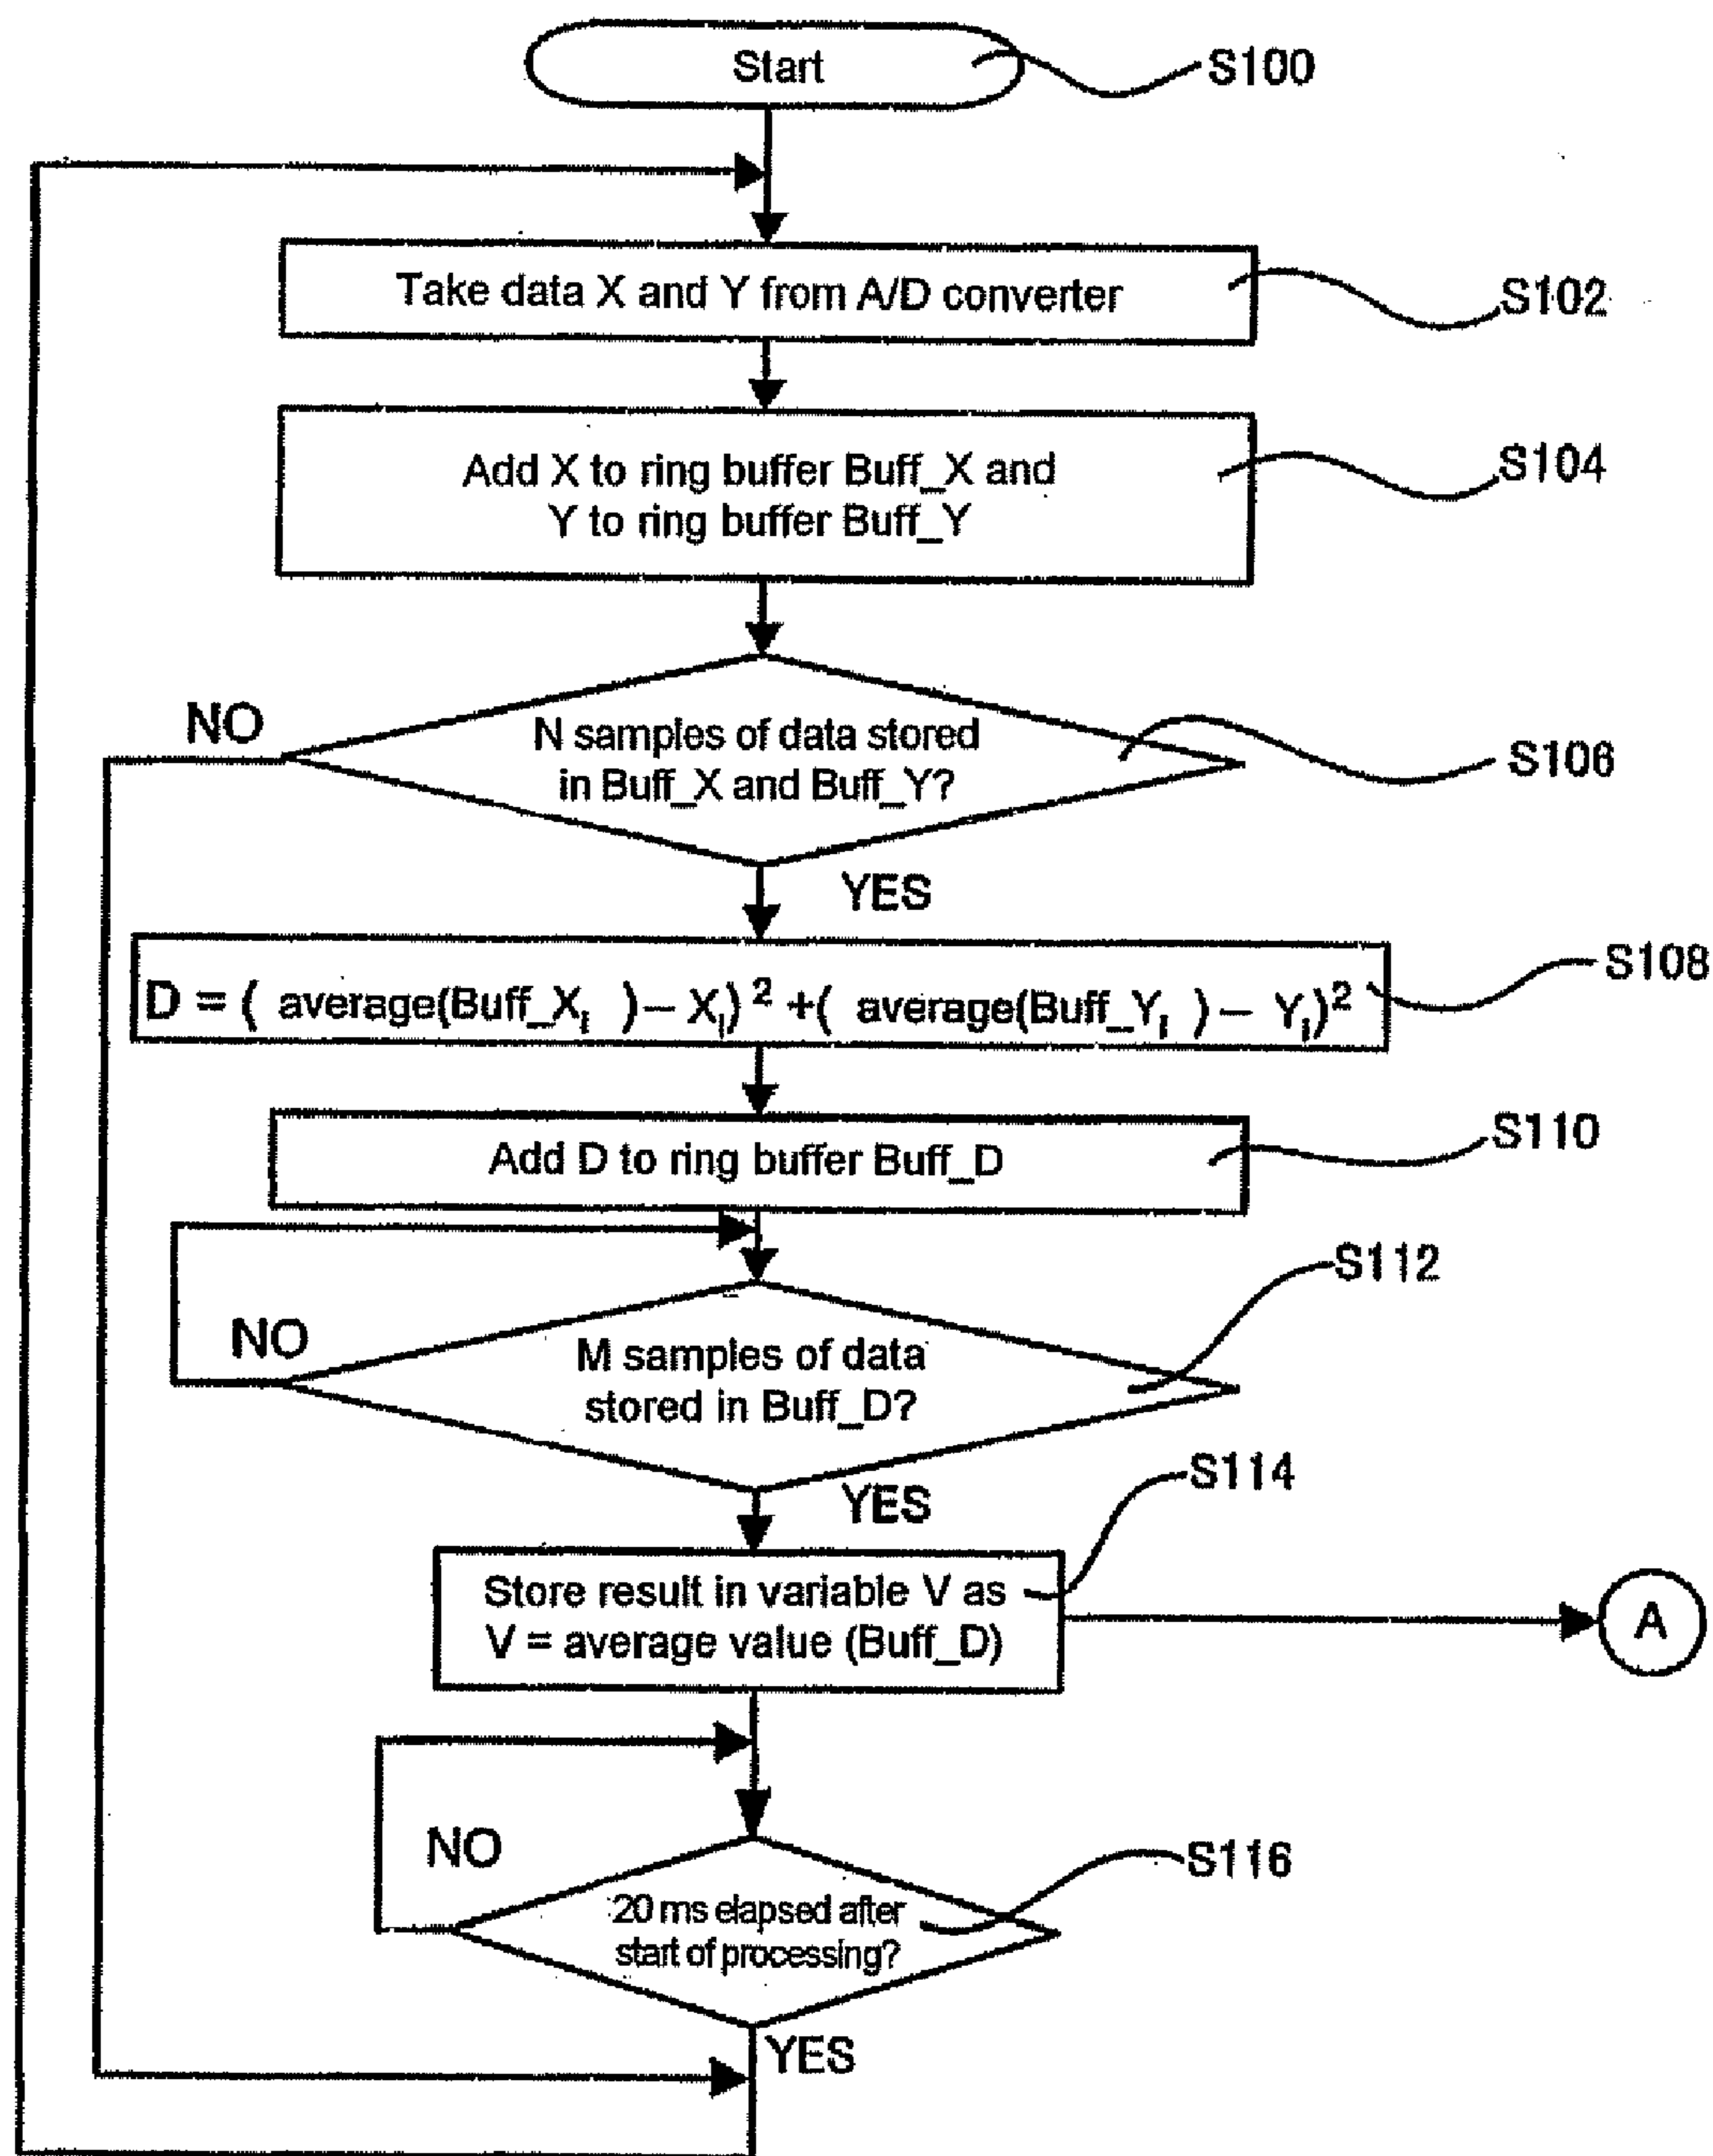 Start
S100
Take data X and Y from A/D converter
S102
Add X to ring buffer Buff_X and
Y to ring buffer Buff_Y
S104
NO
N samples of data stored
in Buff_X and Buff_Y?
S106
YES
D = ( average(Buff_Xi ) – Xi)2 +( average(Buff_Yi ) – Yi)2
S108
Add D to ring buffer Buff_D
S110
NO
M samples of data
stored in Buff_D?
S112
YES
Store result in variable V as
V = average value (Buff_D)
S114
A
NO
20 ms elapsed after
start of processing?
S116
YES